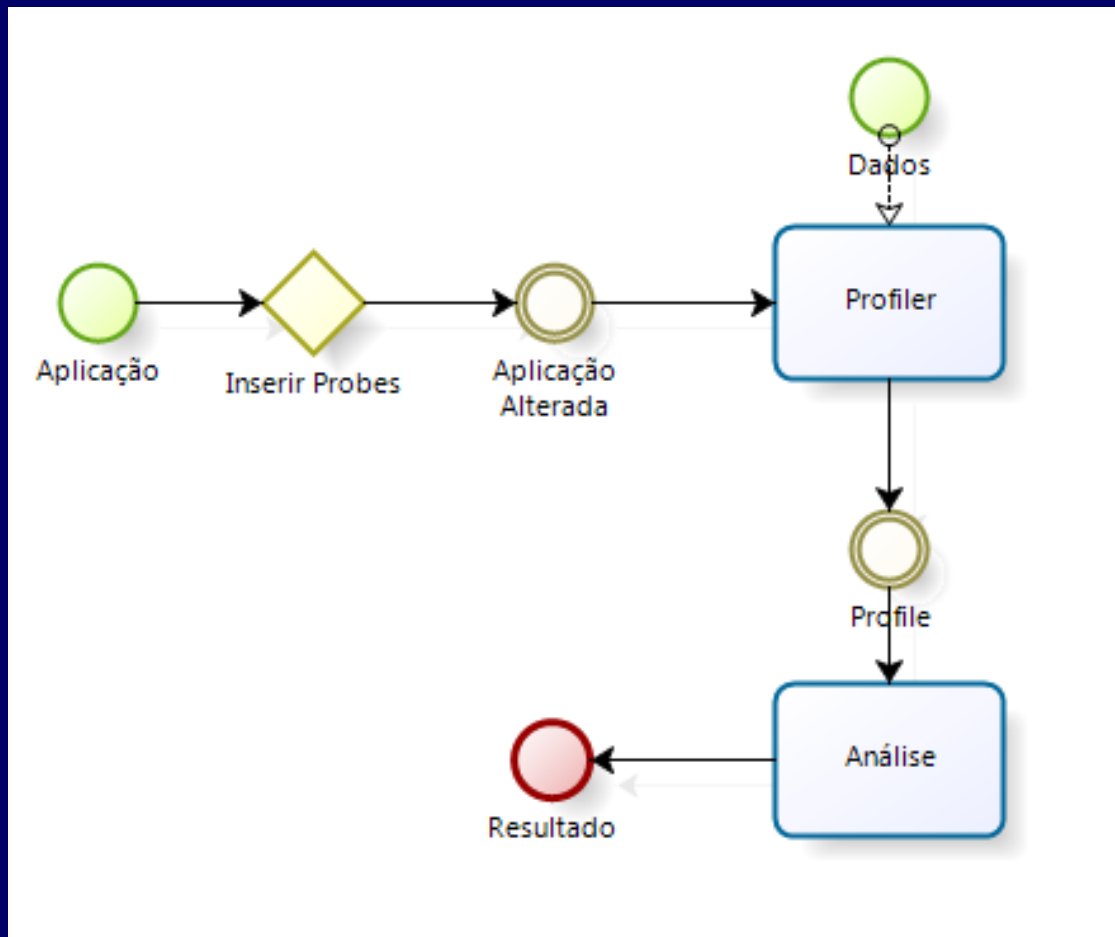 Dados
Profiler
Aplicação
Inserir Probes
Aplicação
Alterada
Profile
Análise
Resultado